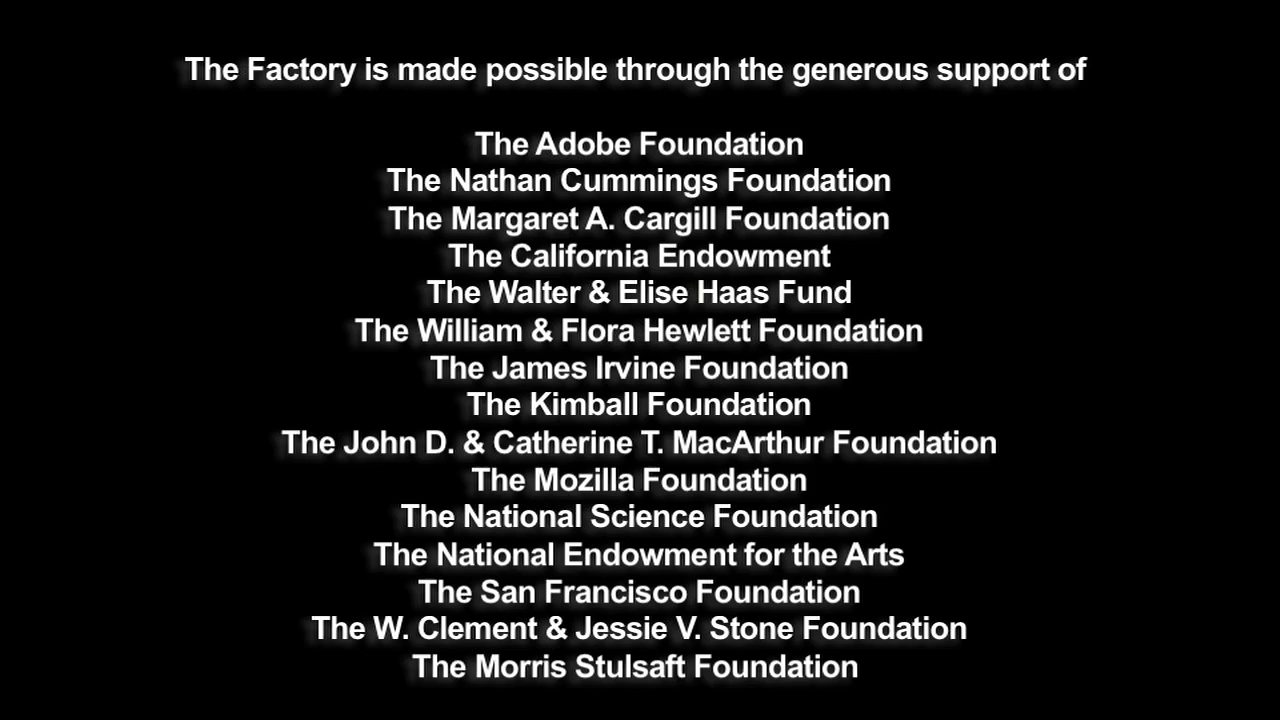 The Factory is made possible through the generous support of
The Adobe Foundation
The Nathan Cummings Foundation
The Margaret A. Cargill Foundation
The California Endowment
The Walter & Elise Haas Fund
The William & Flora Hewlett Foundation
The James Irvine Foundation
The Kimball Foundation
The John D. & Catherine T. MacArthur Foundation
The Mozilla Foundation
The National Science Foundation
The National Endowment for the Arts
The San Francisco Foundation
The W. Clement & Jessie V. Stone Foundation
The Morris Stulsaft Foundation